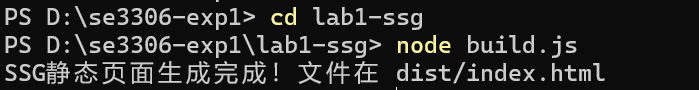 PS D:\se3306-exp1> cd lab1-ssg
PS D:\se3306-exp1\lab1-ssg> node build.js
SSG静态页面生成完成！文件在 dist/index.html